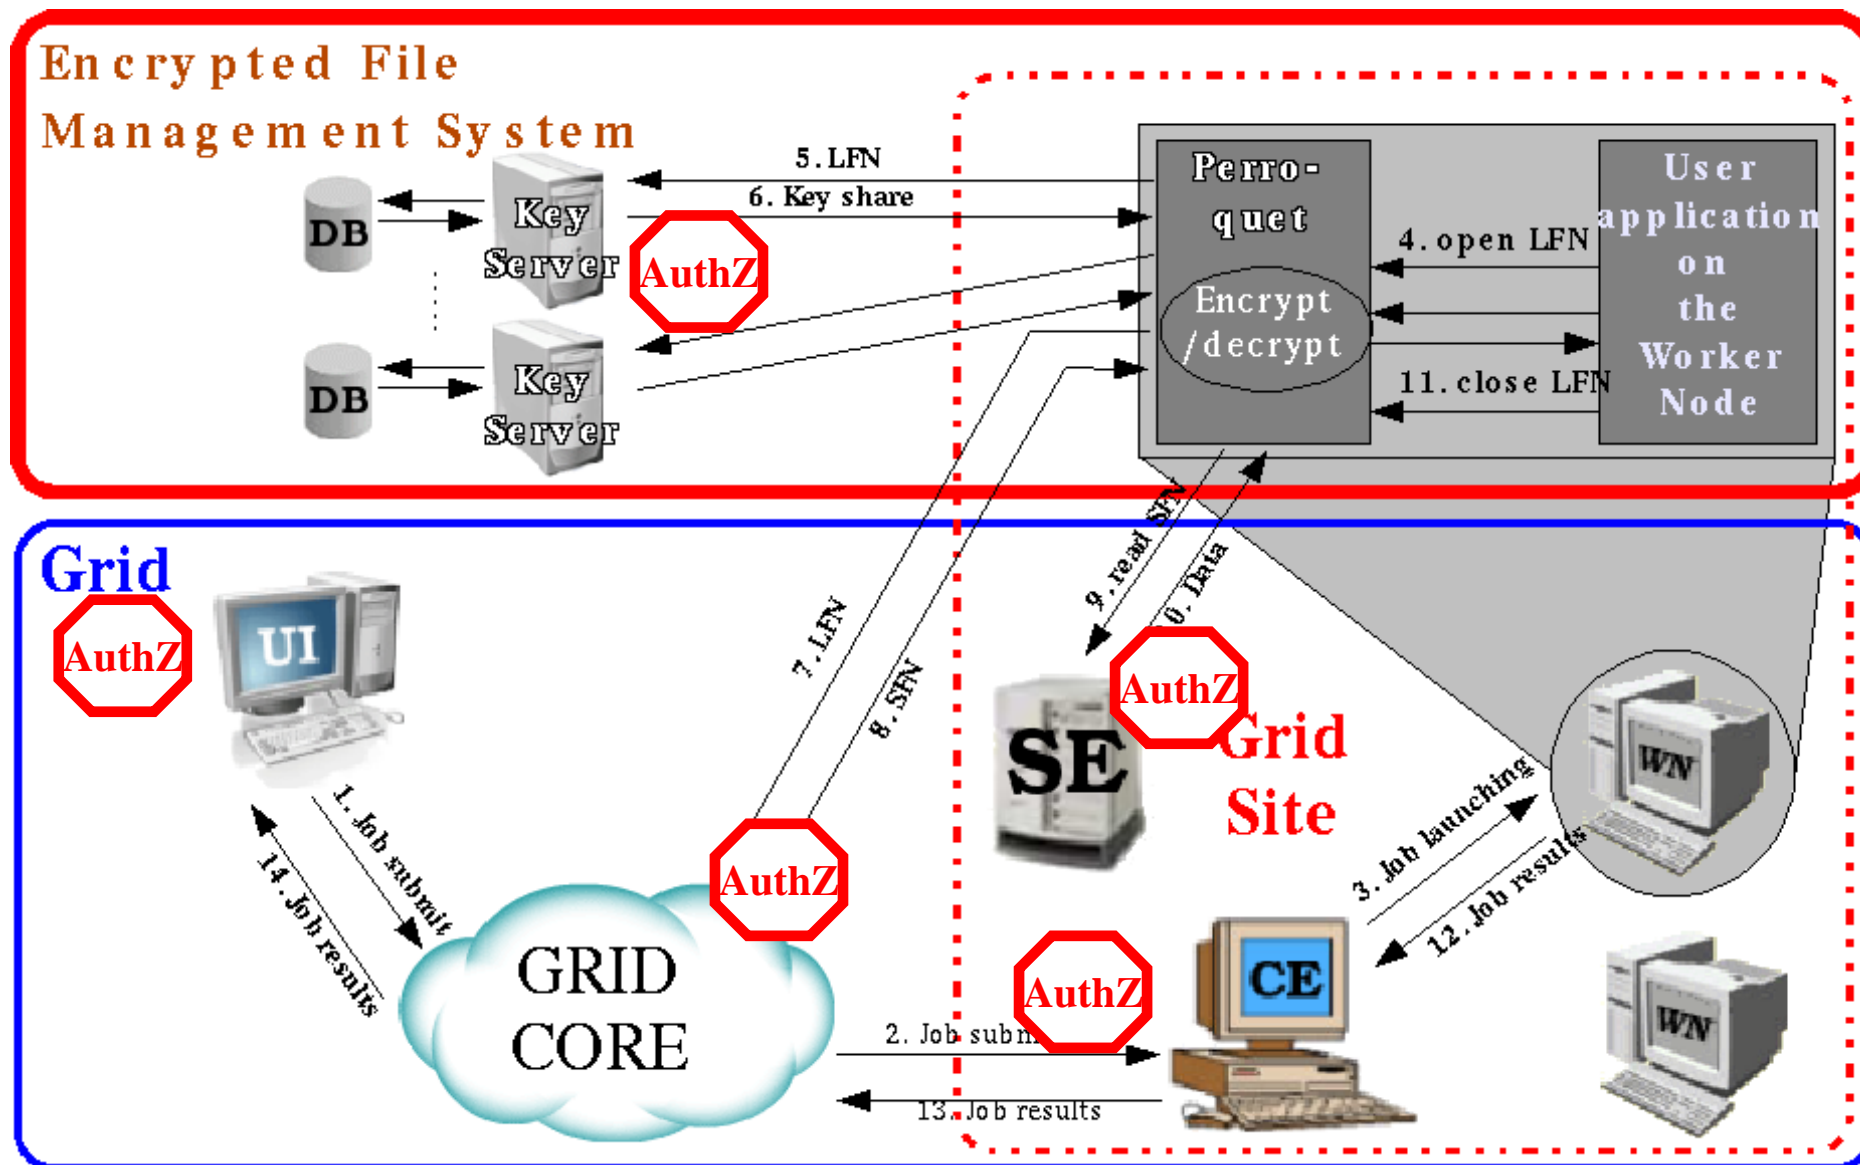 Encrypted File
Management System
DB
Key
Server
AuthZ
5. LFN
6. Key share
Perro-
quet
Encrypt
/decrypt
4. open LFN
11. close LFN
User
application
on
the
Worker
Node
DB
Key
Server
Grid
AuthZ
UI
1. Job submit
14. Job results
7. LFN
8. SFN
AuthZ
GRID
CORE
9. read SFN
0. Data
AuthZ
SE
Grid
Site
WN
3. Job launching
12. Job results
AuthZ
CE
2. Job subm
13. Job results
WN